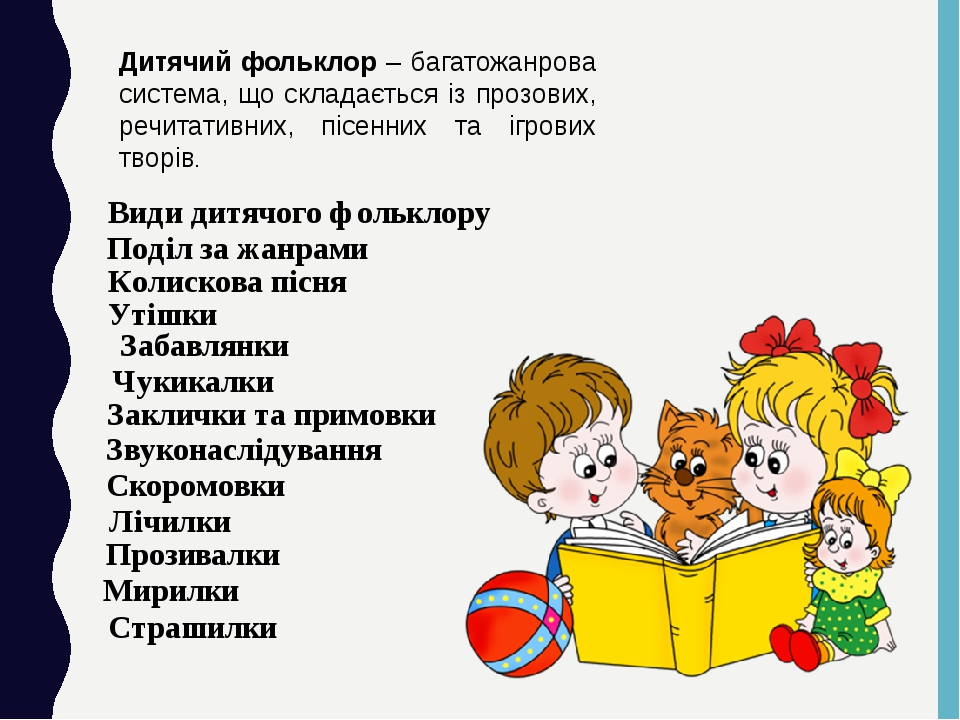 Дитячий фольклор – багатожанрова
система, що складається із прозових,
речитативних, пісенних та ігрових
творів.
Види дитячого фольклору
Поділ за жанрами
Колискова пісня
Утішки
Забавлянки
Чукикалки
Заклички та примовки
Звуконаслідування
Скоромовки
Лічилки
Прозивалки
Мирилки
Страшилки